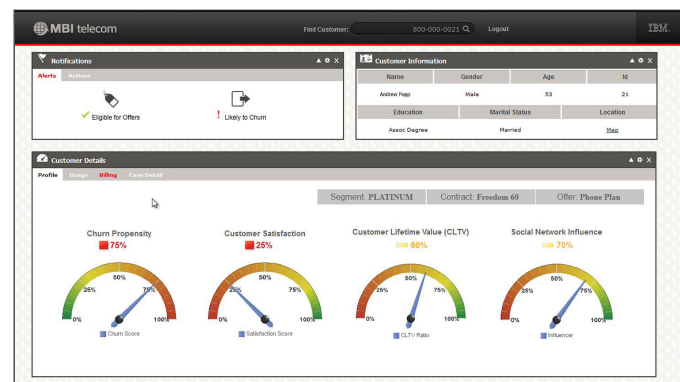 MBI telecom
Find Customer: 800-000-0021 Logout
IBM.
Notifications
Alerts Actions
Eligible for Offers
! Likely to Churn
Customer Information
Name Gender Age Id
Andrew Popp Male 53 21
Education Marital Status Location
Assoc Degree Married Map
Customer Details
Profile Usage Billing Case Detail
Segment: PLATINUM Contract: Freedom 60 Offer: Phone Plan
Churn Propensity Customer Satisfaction Customer Lifetime Value (CLTV) Social Network Influence
75% 25% 60% 70%
50% 50% 50% 50%
25% 75% 25% 75% 25% 75% 25% 75%
0% 100% 0% 100% 0% 100% 0% 100%
Churn Score Satisfaction Score CLTV Ratio Influencer